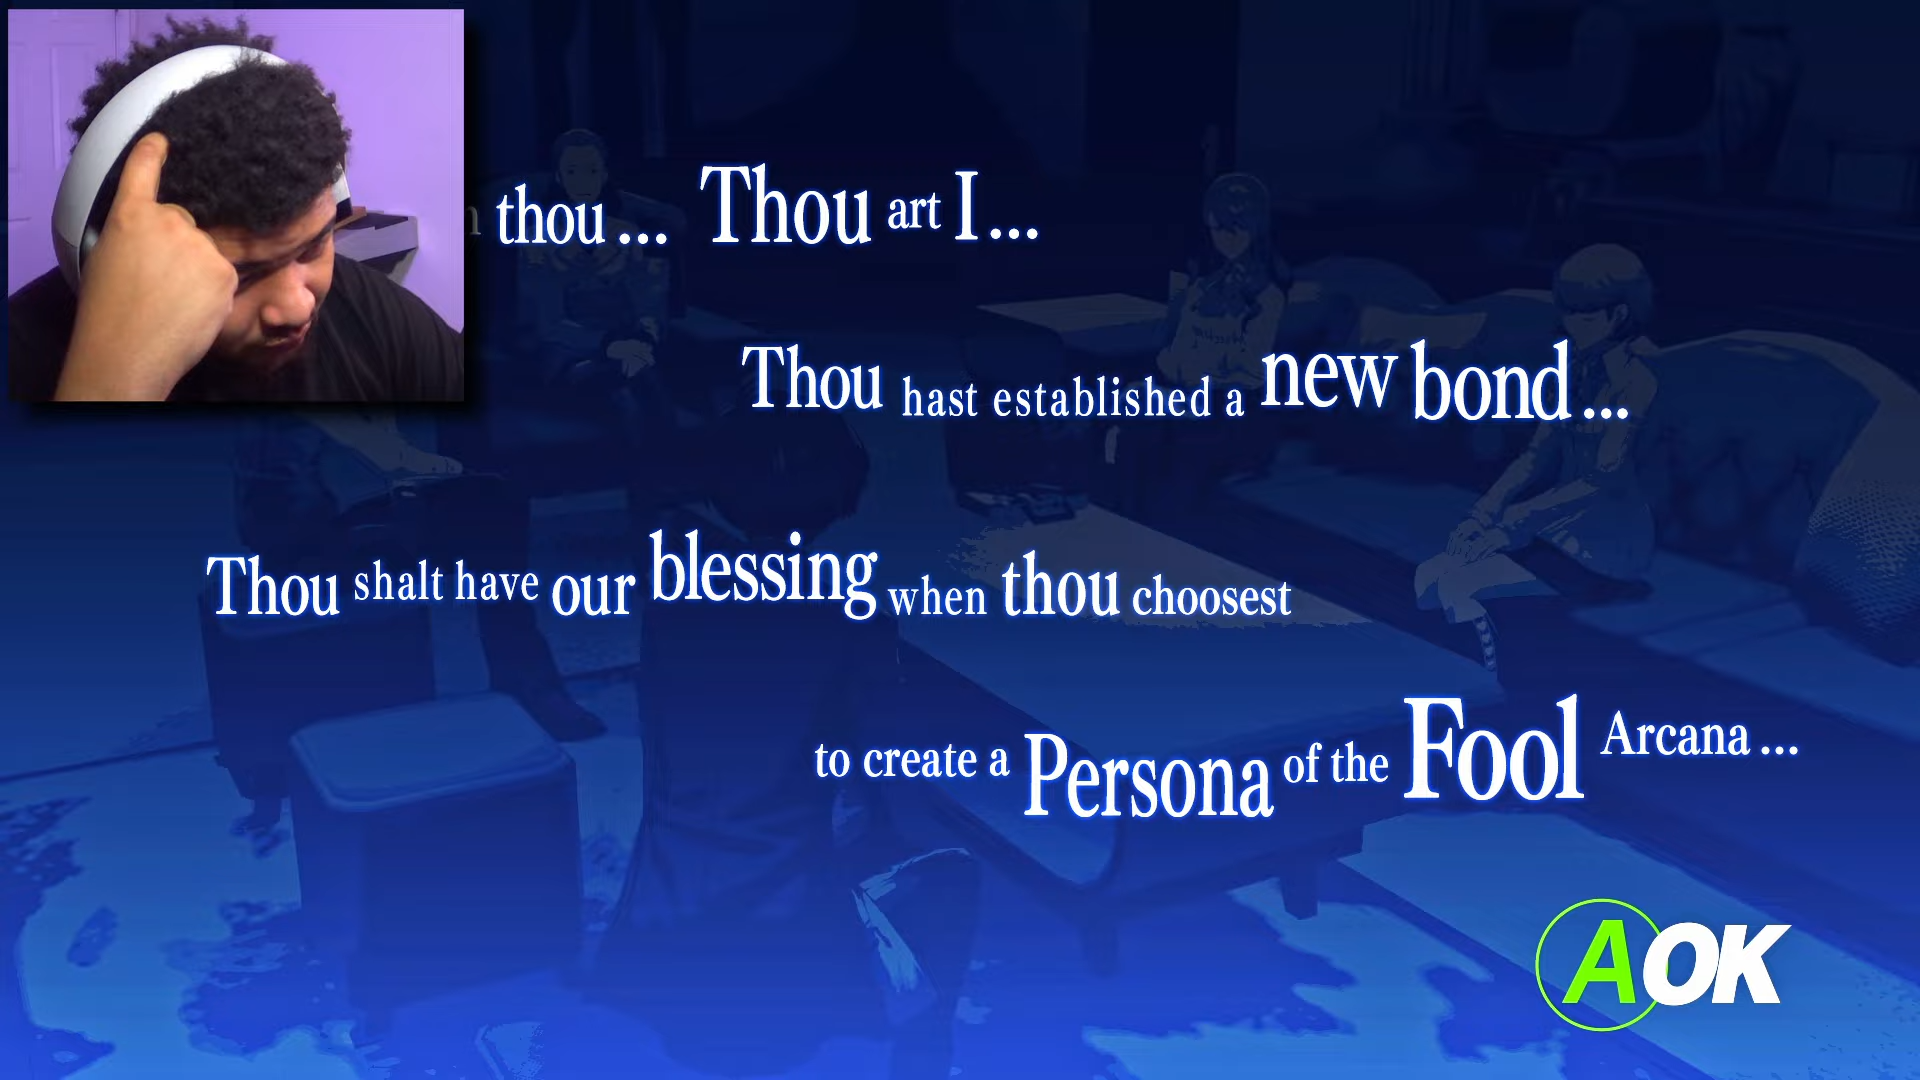 thou... Thou art I...
Thou hast established a new bond...
Thou shalt have our blessing when thou choosest
to create a Persona of the Fool Arcana...
A OK